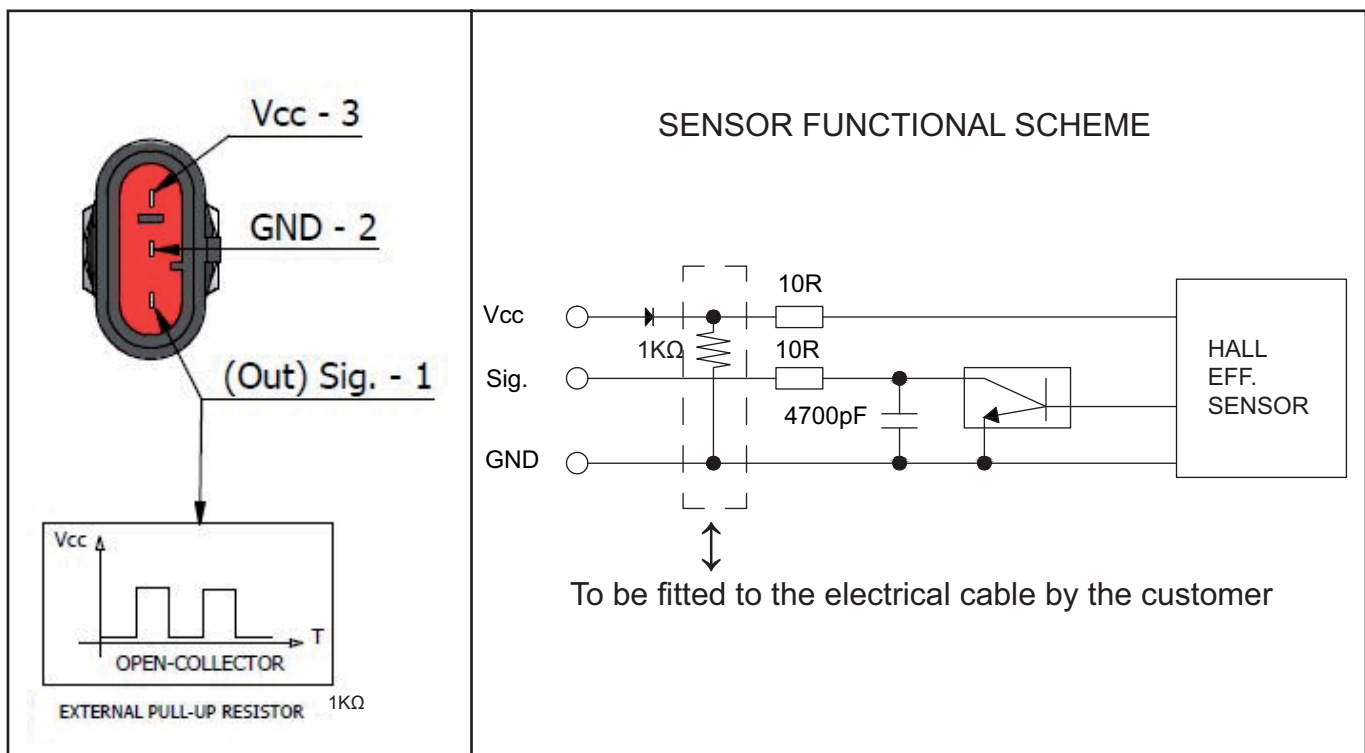 Vcc - 3
GND - 2
(Out) Sig. - 1
Vcc
T
OPEN-COLLECTOR
EXTERNAL PULL-UP RESISTOR 1KΩ
SENSOR FUNCTIONAL SCHEME
10R
Vcc
1KΩ
10R
Sig.
4700pF
GND
HALL
EFF.
SENSOR
To be fitted to the electrical cable by the customer